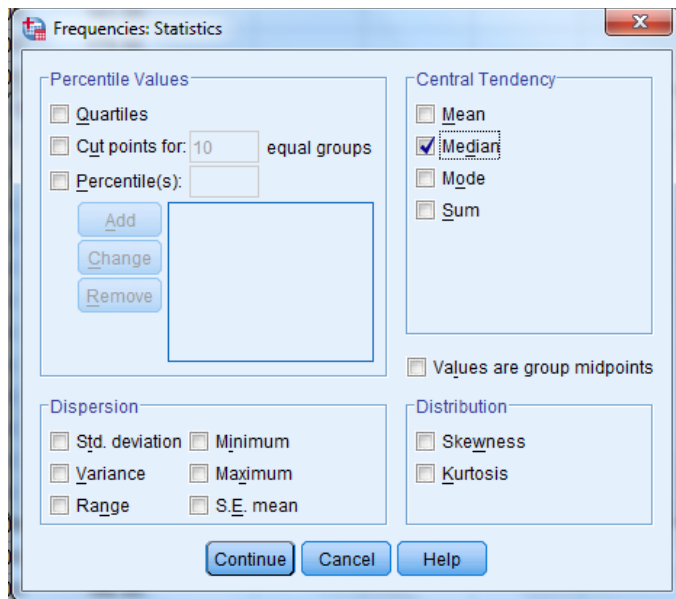 Frequencies: Statistics
Percentile Values
Quartiles
Cut points for: 10 equal groups
Percentile(s):
Add
Change
Remove
Central Tendency
Mean
Median
Mode
Sum
Values are group midpoints
Dispersion
Std. deviation Minimum
Variance Maximum
Range S.E. mean
Distribution
Skewness
Kurtosis
Continue Cancel Help